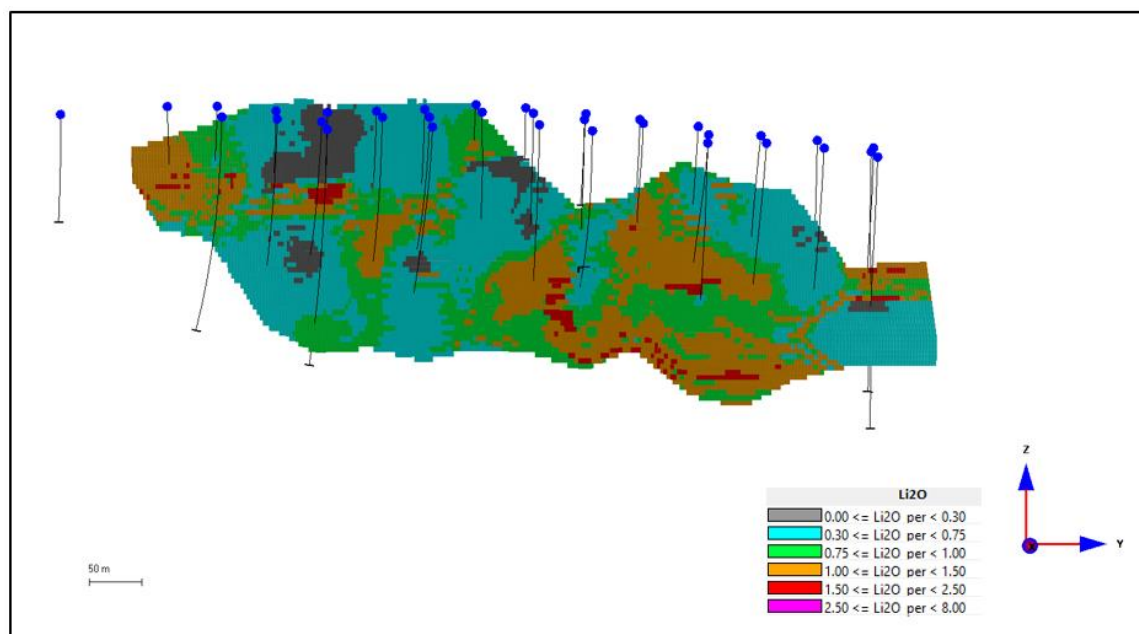 Z
Y
X
50 m
Li2O
0.00 <= Li2O per < 0.30
0.30 <= Li2O per < 0.75
0.75 <= Li2O per < 1.00
1.00 <= Li2O per < 1.50
1.50 <= Li2O per < 2.50
2.50 <= Li2O per < 8.00